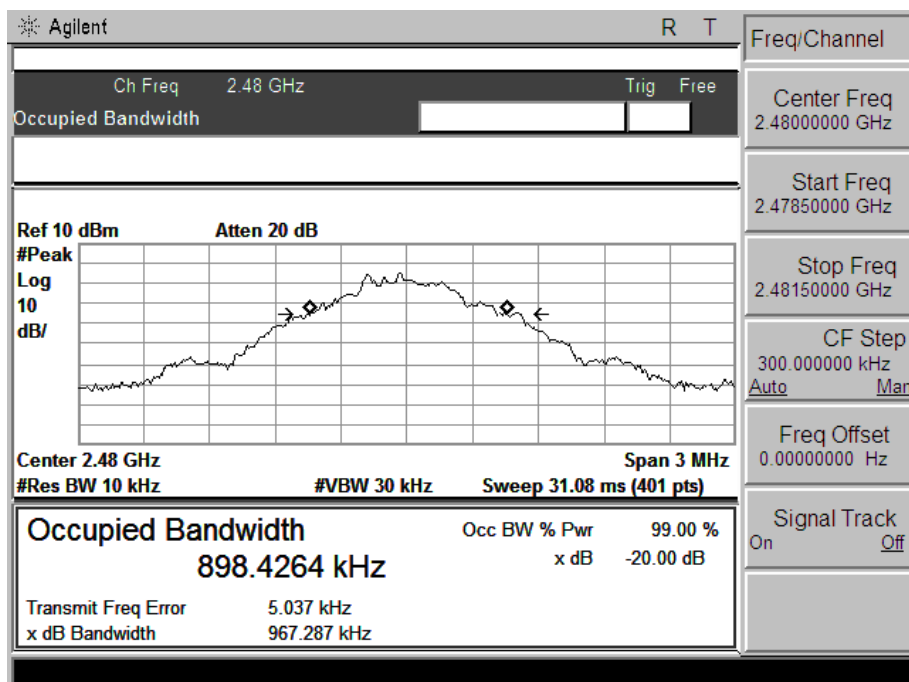 Agilent R T
Freq/Channel
Ch Freq 2.48 GHz Trig Free
Occupied Bandwidth
Center Freq
2.48000000 GHz
Start Freq
2.47850000 GHz
Stop Freq
2.48150000 GHz
CF Step
300.000000 kHz
Auto Man
Freq Offset
0.00000000 Hz
Signal Track
On Off
Ref 10 dBm Atten 20 dB
#Peak
Log
10
dB/
Center 2.48 GHz Span 3 MHz
#Res BW 10 kHz #VBW 30 kHz Sweep 31.08 ms (401 pts)
Occupied Bandwidth Occ BW % Pwr 99.00 %
898.4264 kHz x dB -20.00 dB
Transmit Freq Error 5.037 kHz
x dB Bandwidth 967.287 kHz